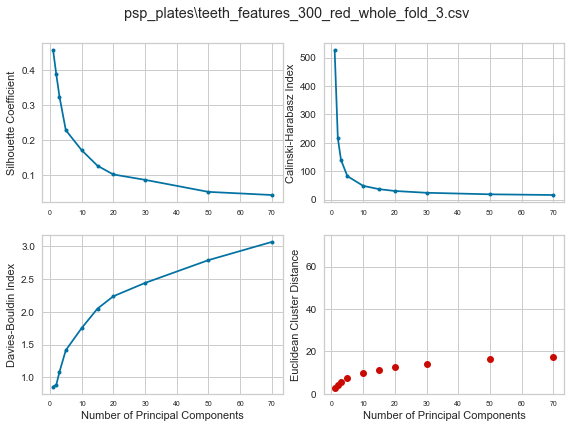 psp_plates\teeth_features_300_red_whole_fold_3.csv
Silhouette Coefficient
0.4
0.3
0.2
0.1
0 10 20 30 40 50 60 70
Calinski-Harabasz Index
500
400
300
200
100
0
0 10 20 30 40 50 60 70
Davies-Bouldin Index
3.0
2.5
2.0
1.5
1.0
0 10 20 30 40 50 60 70
Number of Principal Components
Euclidean Cluster Distance
60
40
20
0
0 10 20 30 40 50 60 70
Number of Principal Components